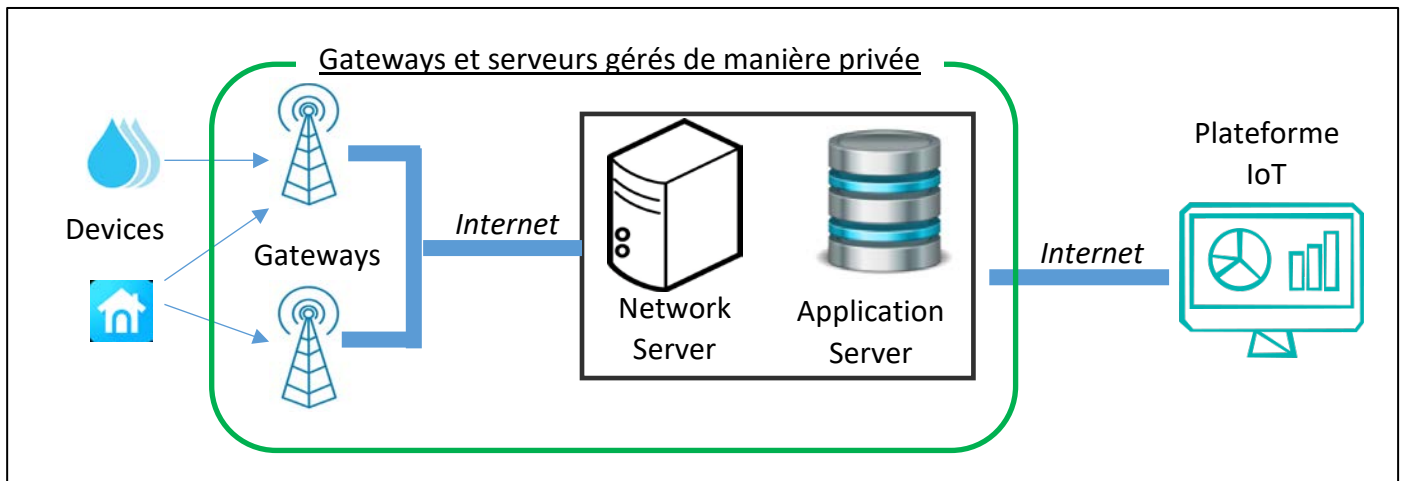 Gateways et serveurs gérés de manière privée
Devices
Gateways
Internet
Network
Server
Application
Server
Internet
Plateforme
IoT